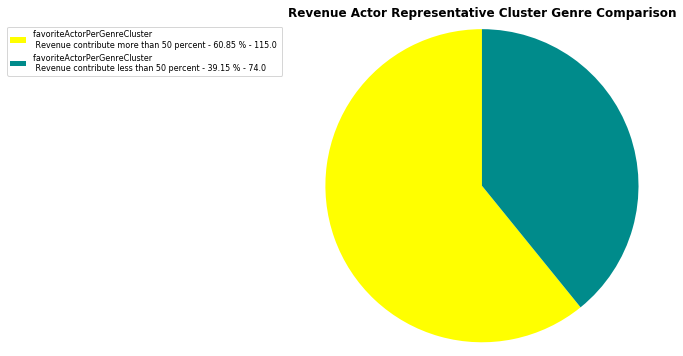 Revenue Actor Representative Cluster Genre Comparison
favoriteActorPerGenreCluster
Revenue contribute more than 50 percent - 60.85 % - 115.0
favoriteActorPerGenreCluster
Revenue contribute less than 50 percent - 39.15 % - 74.0